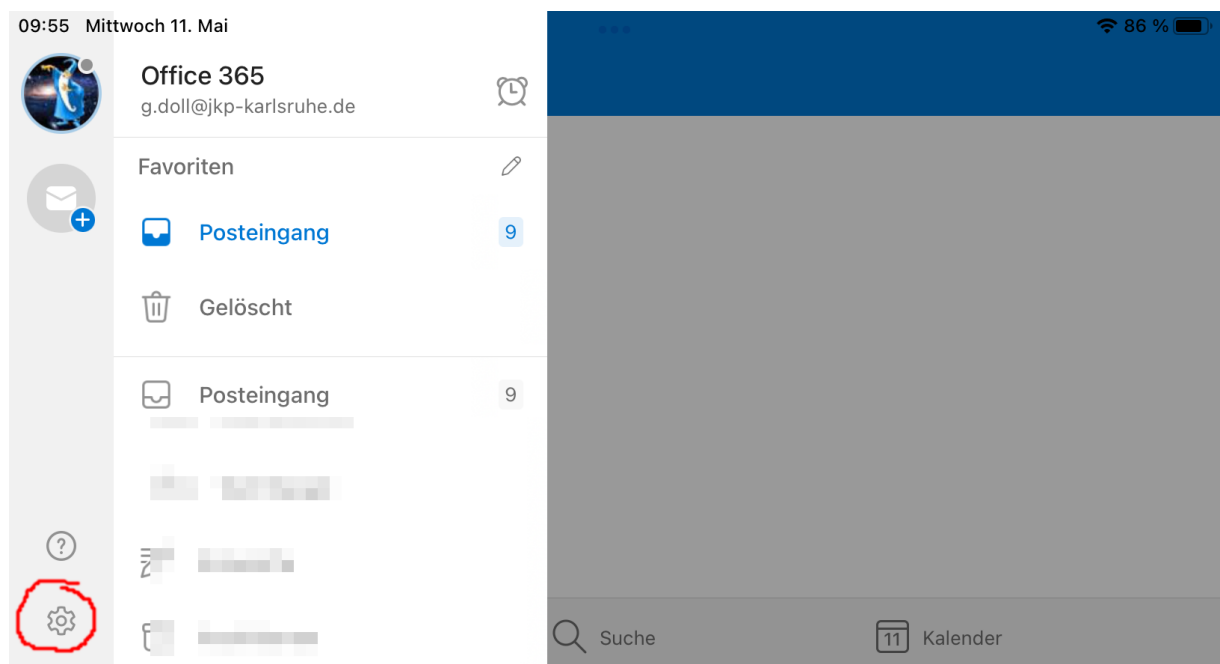 09:55 Mittwoch 11. Mai
86 %
Office 365
g.doll@jkp-karlsruhe.de
Favoriten
Posteingang 9
Gelöscht
Posteingang 9
?
Suche
11 Kalender